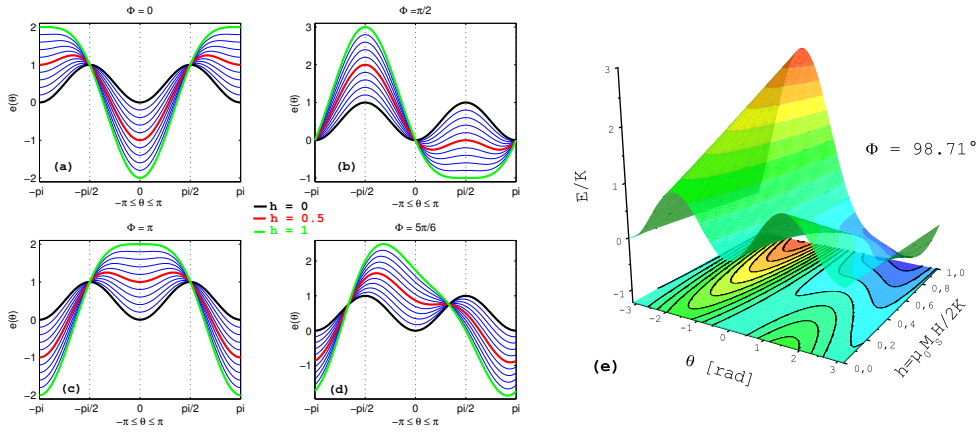 Φ = 0
2
1
0
−1
−2
e(θ)
(a)
−pi −pi/2 0 pi/2 pi
−π ≤ θ ≤ π
Φ =π/2
3
2
1
0
−1
e(θ)
(b)
−pi −pi/2 0 pi/2 pi
−π ≤ θ ≤ π
h = 0
h = 0.5
h = 1
Φ = π
2
1
0
−1
−2
e(θ)
(c)
−pi −pi/2 0 pi/2 pi
−π ≤ θ ≤ π
Φ = 5π/6
2
1
0
−1
e(θ)
(d)
−pi −pi/2 0 pi/2 pi
−π ≤ θ ≤ π
Φ = 98.71°
E/K
3
2
1
0
-1
-3 -2 -1 0 1 2 3
θ [rad]
0,0 0,2 0,4 0,6 0,8 1,0
h=μ₀MₛH/2K
(e)